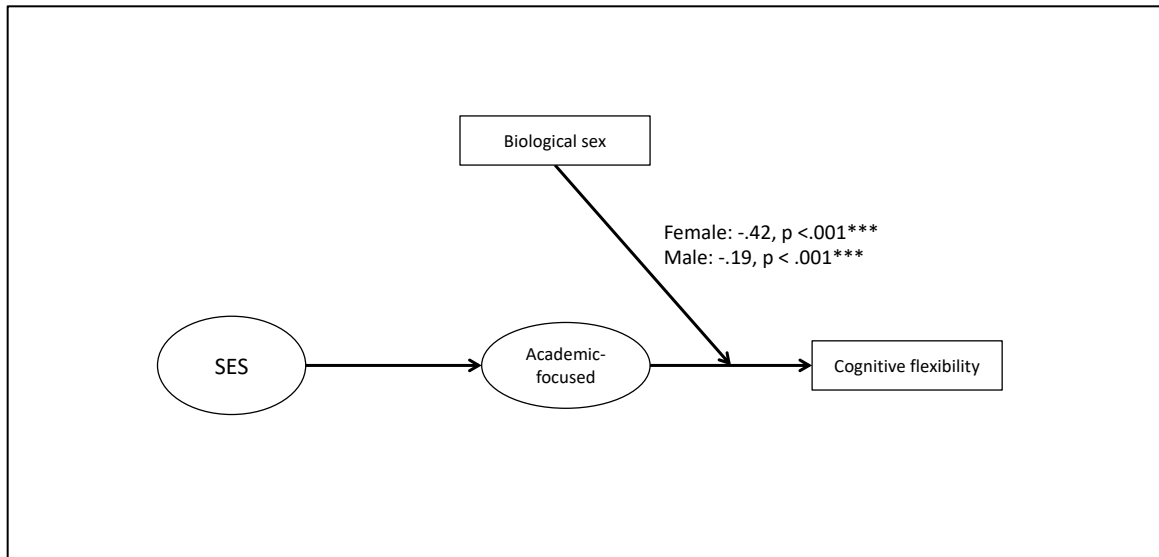 Biological sex
Female: -.42, p <.001***
Male: -.19, p < .001***
SES
Academic-
focused
Cognitive flexibility